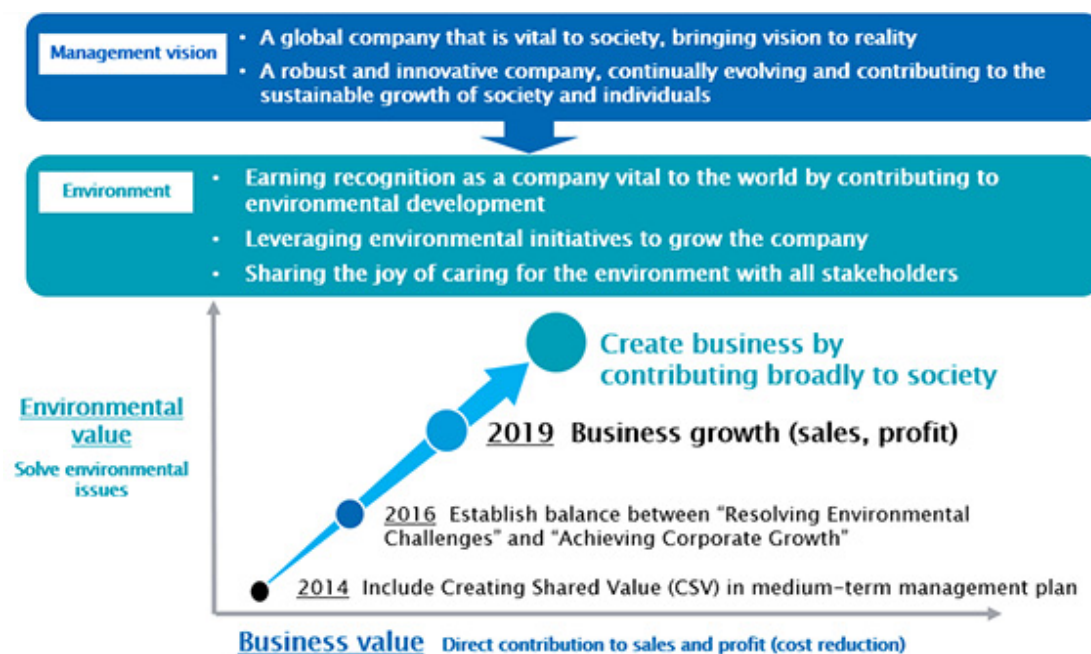 Management vision
• A global company that is vital to society, bringing vision to reality
• A robust and innovative company, continually evolving and contributing to the
sustainable growth of society and individuals
Environment
• Earning recognition as a company vital to the world by contributing to
environmental development
• Leveraging environmental initiatives to grow the company
• Sharing the joy of caring for the environment with all stakeholders
Create business by
contributing broadly to society
Environmental
value
Solve environmental
issues
2019 Business growth (sales, profit)
2016 Establish balance between “Resolving Environmental
Challenges” and “Achieving Corporate Growth”
2014 Include Creating Shared Value (CSV) in medium-term management plan
Business value Direct contribution to sales and profit (cost reduction)